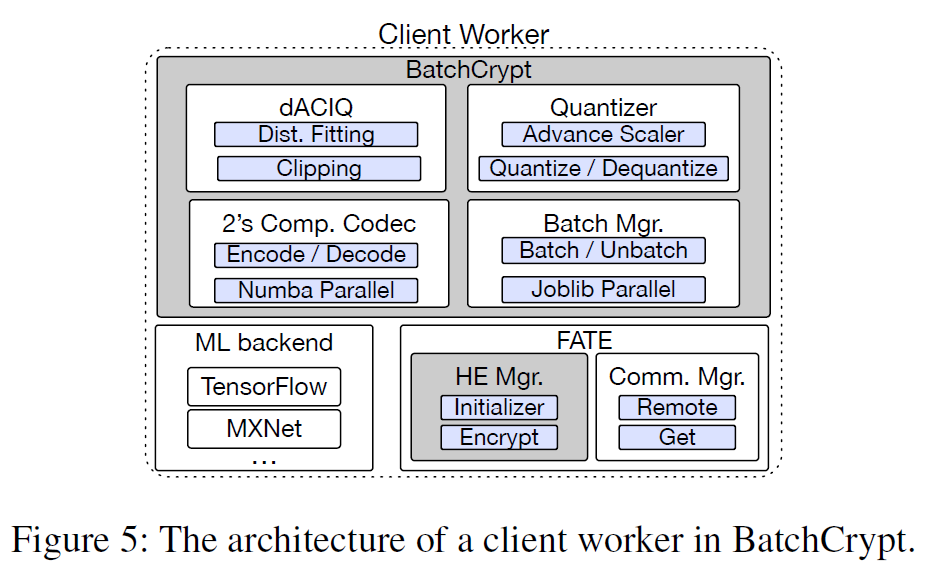 Client Worker
BatchCrypt
dACIQ
Dist. Fitting
Clipping
Quantizer
Advance Scaler
Quantize / Dequantize
2's Comp. Codec
Encode / Decode
Numba Parallel
Batch Mgr.
Batch / Unbatch
Joblib Parallel
ML backend
TensorFlow
MXNet
...
FATE
HE Mgr.
Initializer
Encrypt
Comm. Mgr.
Remote
Get
Figure 5: The architecture of a client worker in BatchCrypt.